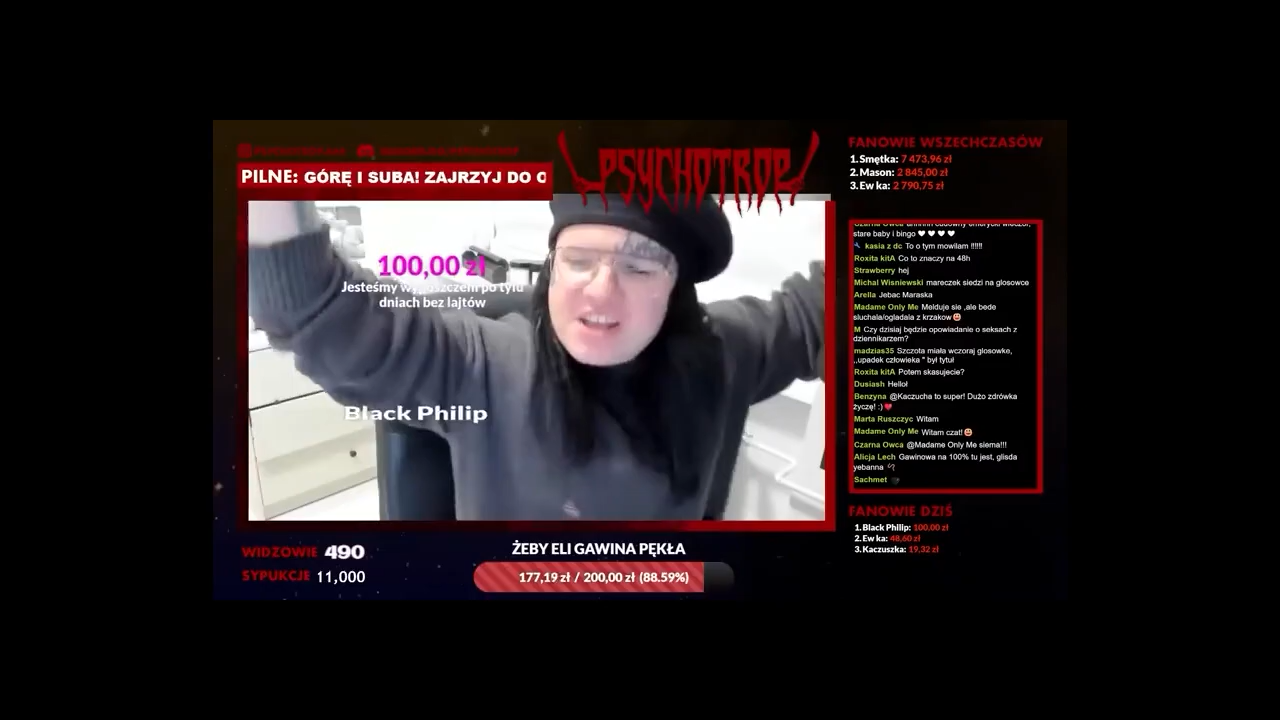 PILNE: GÓRĘ I SUBA! ZAJRZYJ DO O
PSYCHOTROP
100,00 zł
Jesteśmy wyposzczeni po tylu
dniach bez lajtów
Black Philip
WIDZOWIE 490
SYPUKCJE 11,000
ŻEBY ELI GAWINA PĘKŁA
177,19 zł / 200,00 zł (88.59%)
FANOWIE WSZECHCZASÓW
1. Smętka: 7 473,96 zł
2. Mason: 2 845,00 zł
3. Ew ka: 2 790,75 zł
stare baby i bingo ♥ ♥ ♥ ♥
kasia z dc To o tym mowilam !!!!!!
Roxita kitA Co to znaczy na 48h
Strawberry hej
Michal Wisniewski mareczek siedzi na glosowce
Arella Jebac Maraska
Madame Only Me Melduje sie ,ale bede
sluchala/ogladala z krzakow
M Czy dzisiaj będzie opowiadanie o seksach z
dziennikarzem?
madzias35 Szczota miała wczoraj glosowke,
,,upadek człowieka " był tytuł
Roxita kitA Potem skasujecie?
Dusiash Hello!
Benzyna @Kaczucha to super! Dużo zdrówka
życzę! :)❤
Marta Ruszczyc Witam
Madame Only Me Witam czat!
Czarna Owca @Madame Only Me siema!!!
Alicja Lech Gawinowa na 100% tu jest, glisda
yebanna
Sachmet
FANOWIE DZIŚ
1. Black Philip: 100,00 zł
2. Ew ka: 48,60 zł
3. Kaczuszka: 19,32 zł